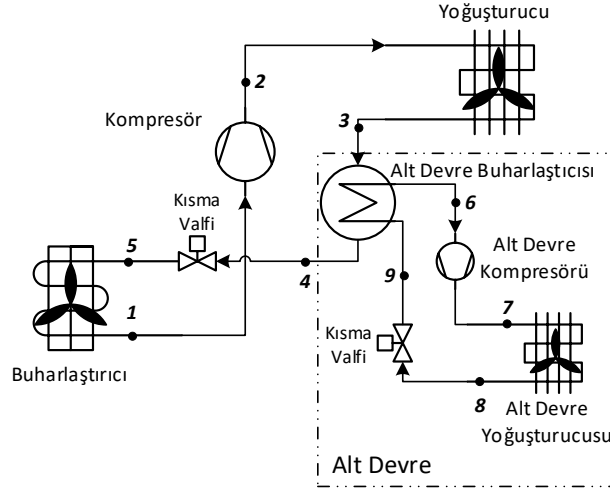 Yoğuşturucu
2
Kompresör
3
Alt Devre Buharlaştıcısı
Kısma
Valfi
6
5
Alt Devre
Kompresörü
4
9
1
7
Kısma
Valfi
Buharlaştırıcı
8
Alt Devre
Yoğuşturucusu
Alt Devre